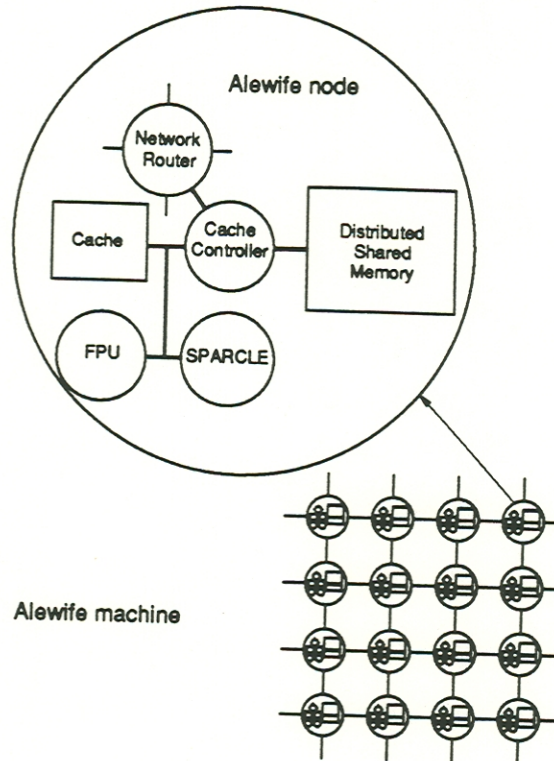 Alewife node
Network
Router
Cache
Cache
Controller
Distributed
Shared
Memory
FPU
SPARCLE
Alewife machine